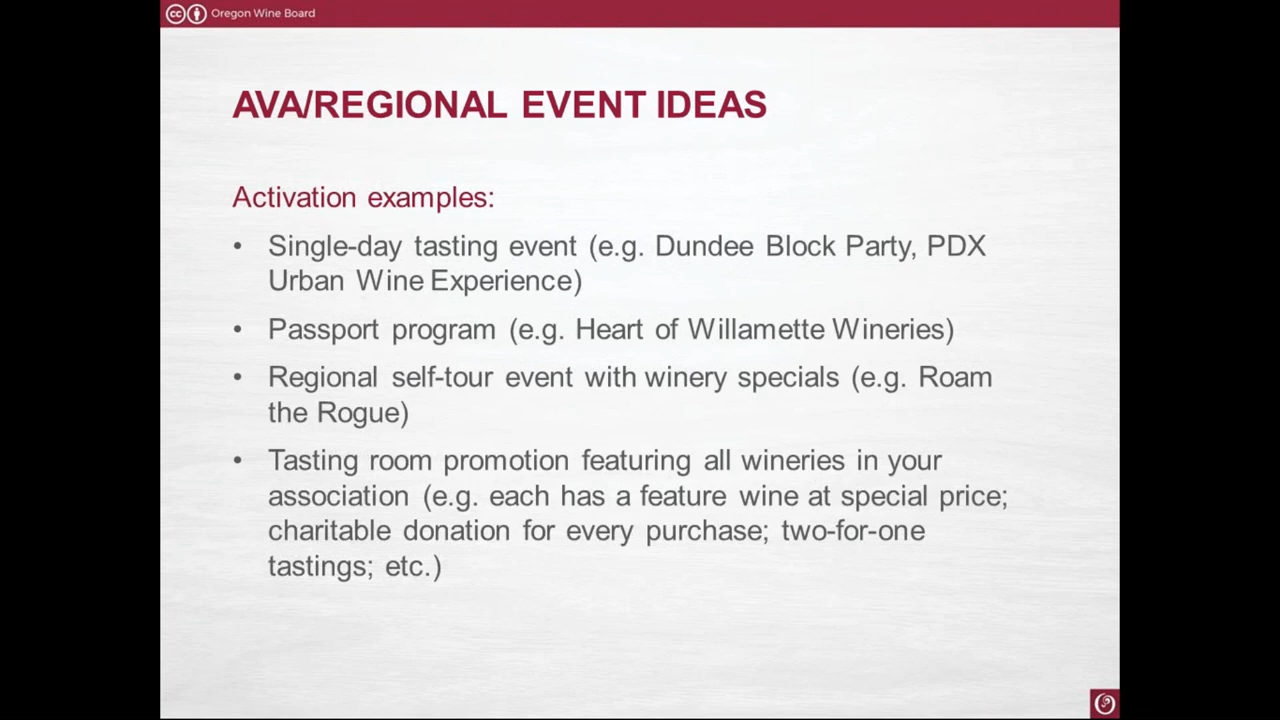 cc Oregon Wine Board
AVA/REGIONAL EVENT IDEAS
Activation examples:
• Single-day tasting event (e.g. Dundee Block Party, PDX
Urban Wine Experience)
• Passport program (e.g. Heart of Willamette Wineries)
• Regional self-tour event with winery specials (e.g. Roam
the Rogue)
• Tasting room promotion featuring all wineries in your
association (e.g. each has a feature wine at special price;
charitable donation for every purchase; two-for-one
tastings; etc.)